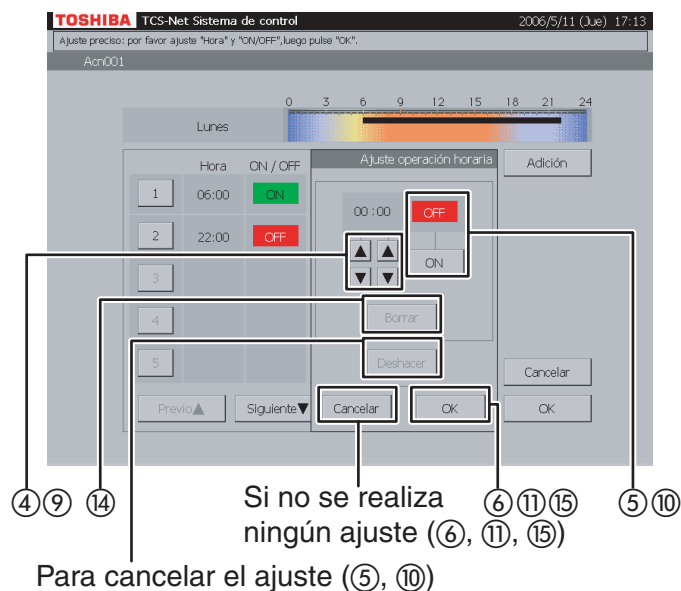 TOSHIBA TCS-Net Sistema de control 2006/5/11 (Jue) 17:13
Ajuste preciso: por favor ajuste "Hora" y "ON/OFF",luego pulse "OK".
Acn001
0 3 6 9 12 15 18 21 24
Lunes
Hora ON / OFF Ajuste operación horaria Adición
1 06:00 ON
00 : 00 OFF
2 22:00 OFF
▲ ▲ ON
3 ▼ ▼
4 Borrar
5 Deshacer Cancelar
Previo▲ Siguiente▼ Cancelar OK OK
④⑨ ⑭ Si no se realiza ⑥⑪⑮ ⑤⑩
ningún ajuste (⑥, ⑪, ⑮)
Para cancelar el ajuste (⑤, ⑩)